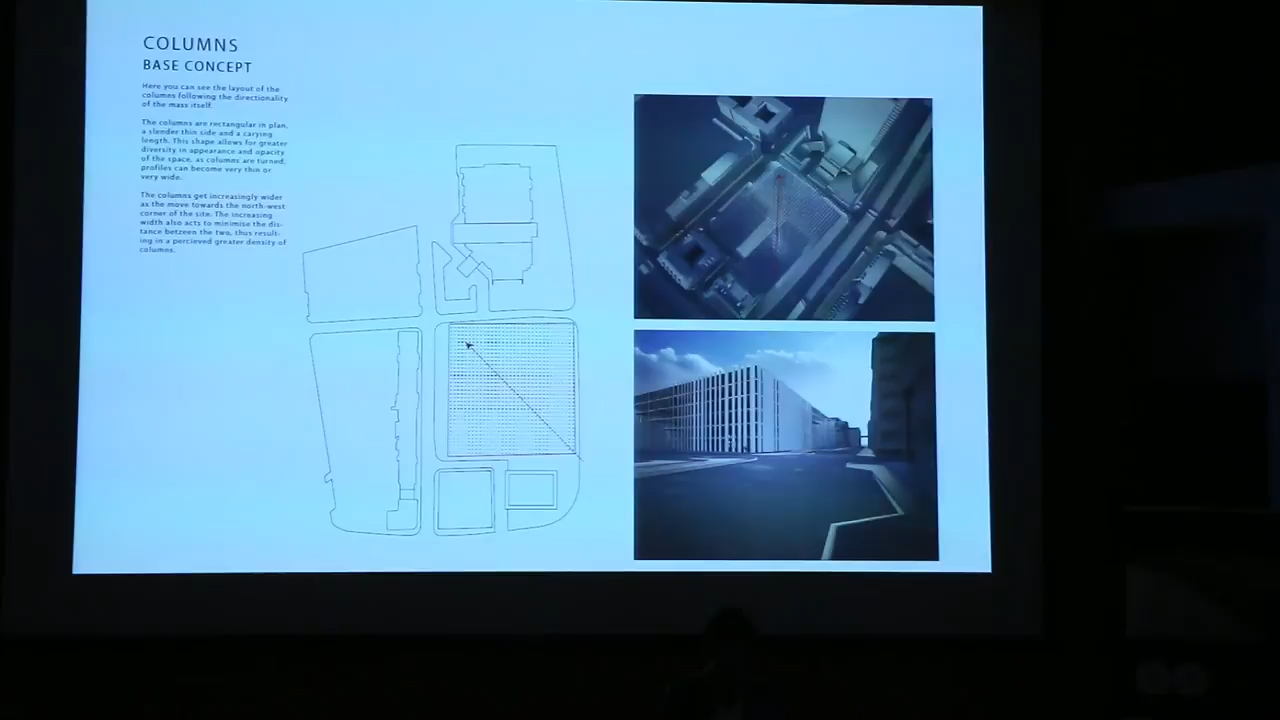 COLUMNS
BASE CONCEPT
Here you can see the layout of the
columns following the directionality
of the mass itself.
The columns are rectangular in plan,
a slender thin side and a carying
length. This shape allows for greater
diversity in appearance and opacity
of the space, as columns are turned,
profiles can become very thin or
very wide.
The columns get increasingly wider
as the move towards the north-west
corner of the site. The increasing
width also acts to minimise the dis-
tance betzeen the two, thus result-
ing in a percieved greater density of
columns.